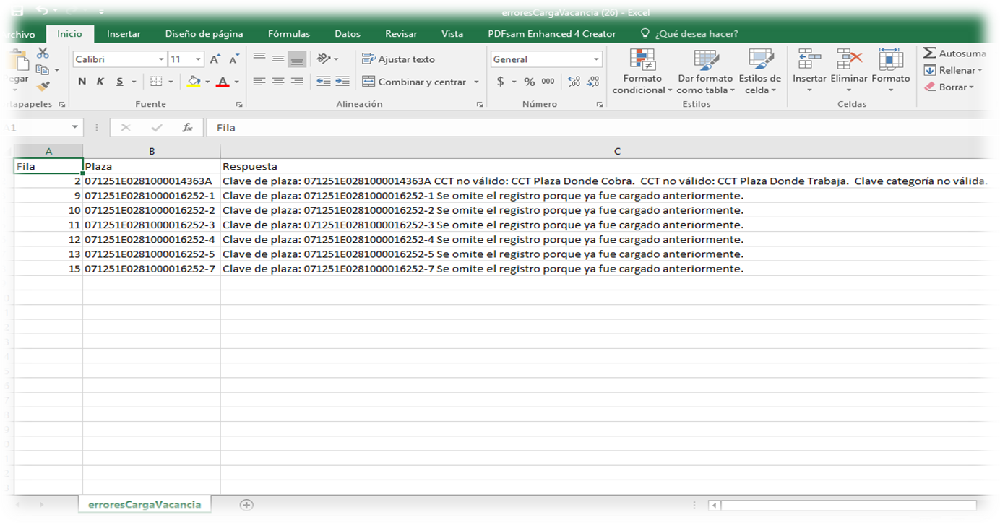 erroresCargaVacancia (26) - Excel
Archivo Inicio Insertar Diseño de página Fórmulas Datos Revisar Vista PDFsam Enhanced 4 Creator ¿Qué desea hacer?
Calibri 11 A A Ajustar texto General Autosuma
Formato condicional Dar formato como tabla Estilos de celda Insertar Eliminar Formato Rellenar
egar N K S A Combinar y centrar $ % 000 Borrar
tapapeles Fuente Alineación Número Estilos Celdas
A1 fx Fila
A B C
Fila Plaza Respuesta
2 071251E0281000014363A Clave de plaza: 071251E0281000014363A CCT no válido: CCT Plaza Donde Cobra. CCT no válido: CCT Plaza Donde Trabaja. Clave categoría no válida.
9 071251E0281000016252-1 Clave de plaza: 071251E0281000016252-1 Se omite el registro porque ya fue cargado anteriormente.
10 071251E0281000016252-2 Clave de plaza: 071251E0281000016252-2 Se omite el registro porque ya fue cargado anteriormente.
11 071251E0281000016252-3 Clave de plaza: 071251E0281000016252-3 Se omite el registro porque ya fue cargado anteriormente.
12 071251E0281000016252-4 Clave de plaza: 071251E0281000016252-4 Se omite el registro porque ya fue cargado anteriormente.
13 071251E0281000016252-5 Clave de plaza: 071251E0281000016252-5 Se omite el registro porque ya fue cargado anteriormente.
15 071251E0281000016252-7 Clave de plaza: 071251E0281000016252-7 Se omite el registro porque ya fue cargado anteriormente.
erroresCargaVacancia